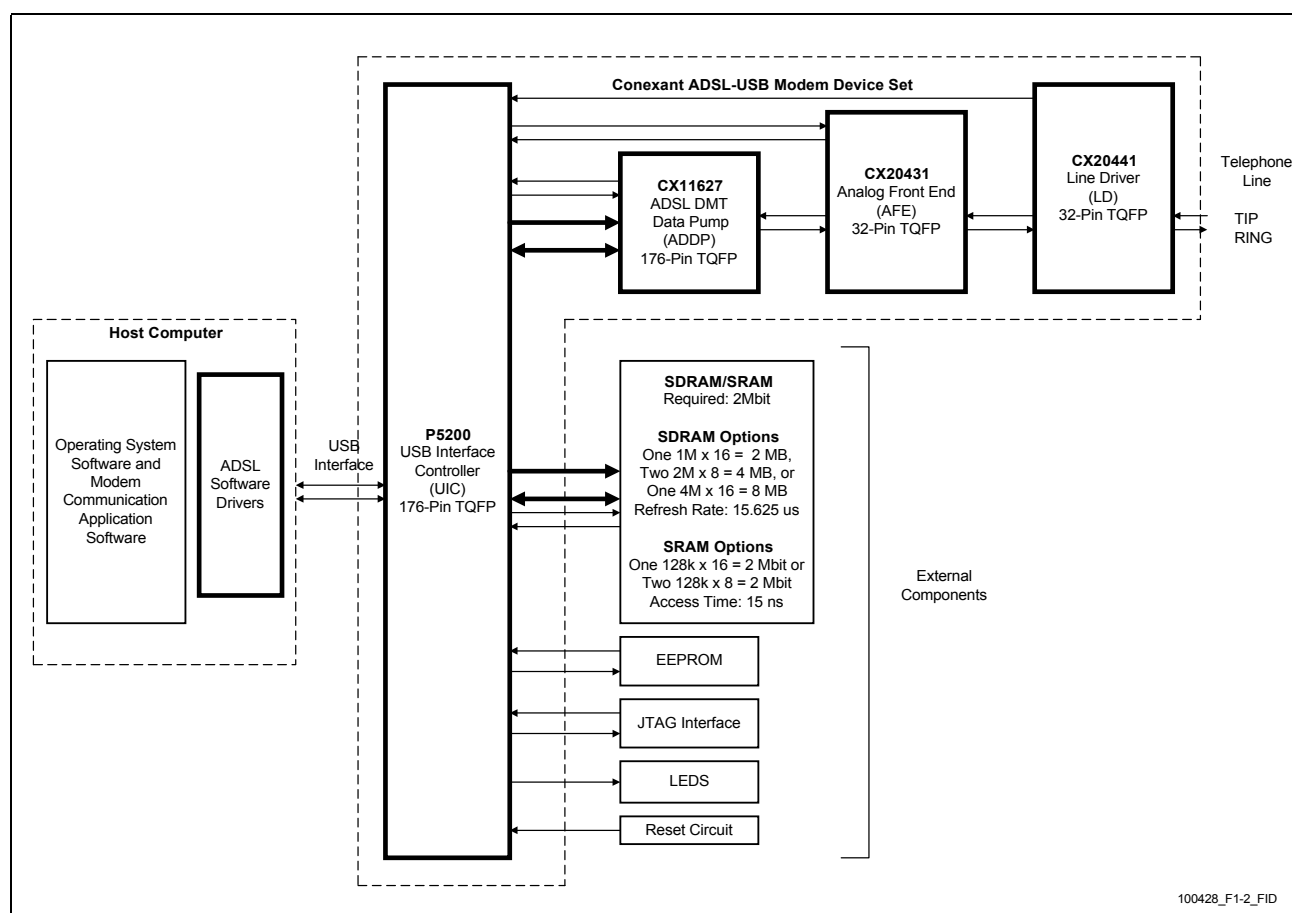 Conexant ADSL-USB Modem Device Set
CX11627
ADSL DMT
Data Pump
(ADDP)
176-Pin TQFP
CX20431
Analog Front End
(AFE)
32-Pin TQFP
CX20441
Line Driver
(LD)
32-Pin TQFP
Telephone
Line
TIP
RING
Host Computer
Operating System
Software and
Modem
Communication
Application
Software
ADSL
Software
Drivers
USB
Interface
P5200
USB Interface
Controller
(UIC)
176-Pin TQFP
SDRAM/SRAM
Required: 2Mbit
SDRAM Options
One 1M x 16 = 2 MB,
Two 2M x 8 = 4 MB, or
One 4M x 16 = 8 MB
Refresh Rate: 15.625 us
SRAM Options
One 128k x 16 = 2 Mbit or
Two 128k x 8 = 2 Mbit
Access Time: 15 ns
External
Components
EEPROM
JTAG Interface
LEDS
Reset Circuit
100428_F1-2_FID